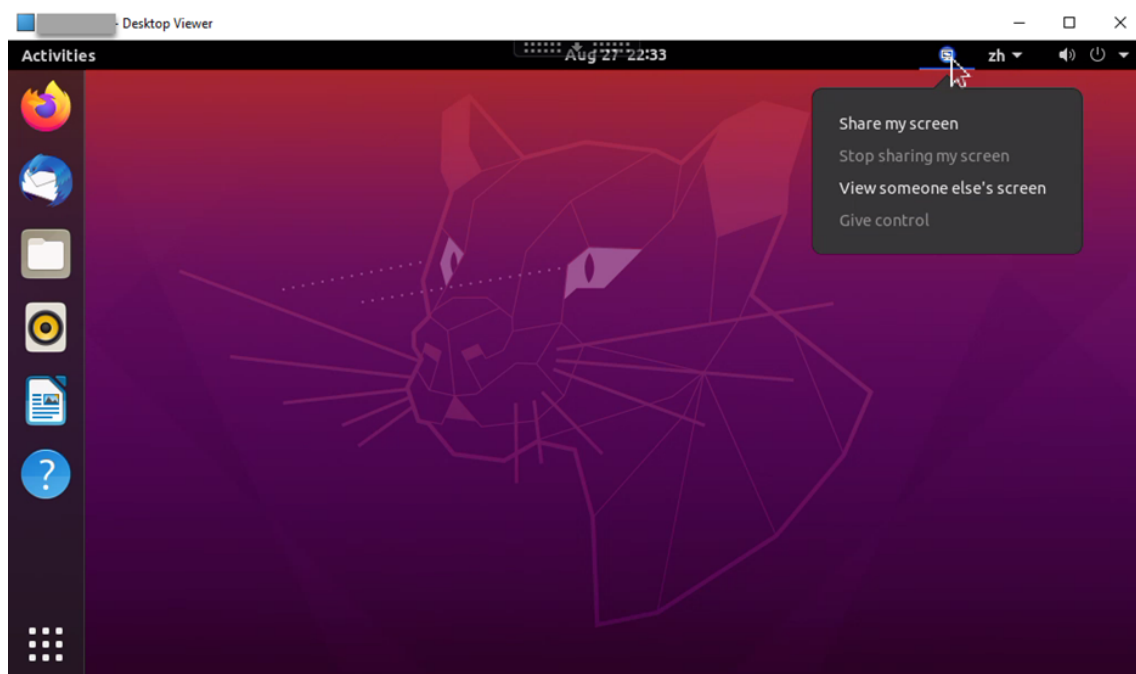 - Desktop Viewer
Activities
Aug 27 22:33
zh
Share my screen
Stop sharing my screen
View someone else's screen
Give control
?